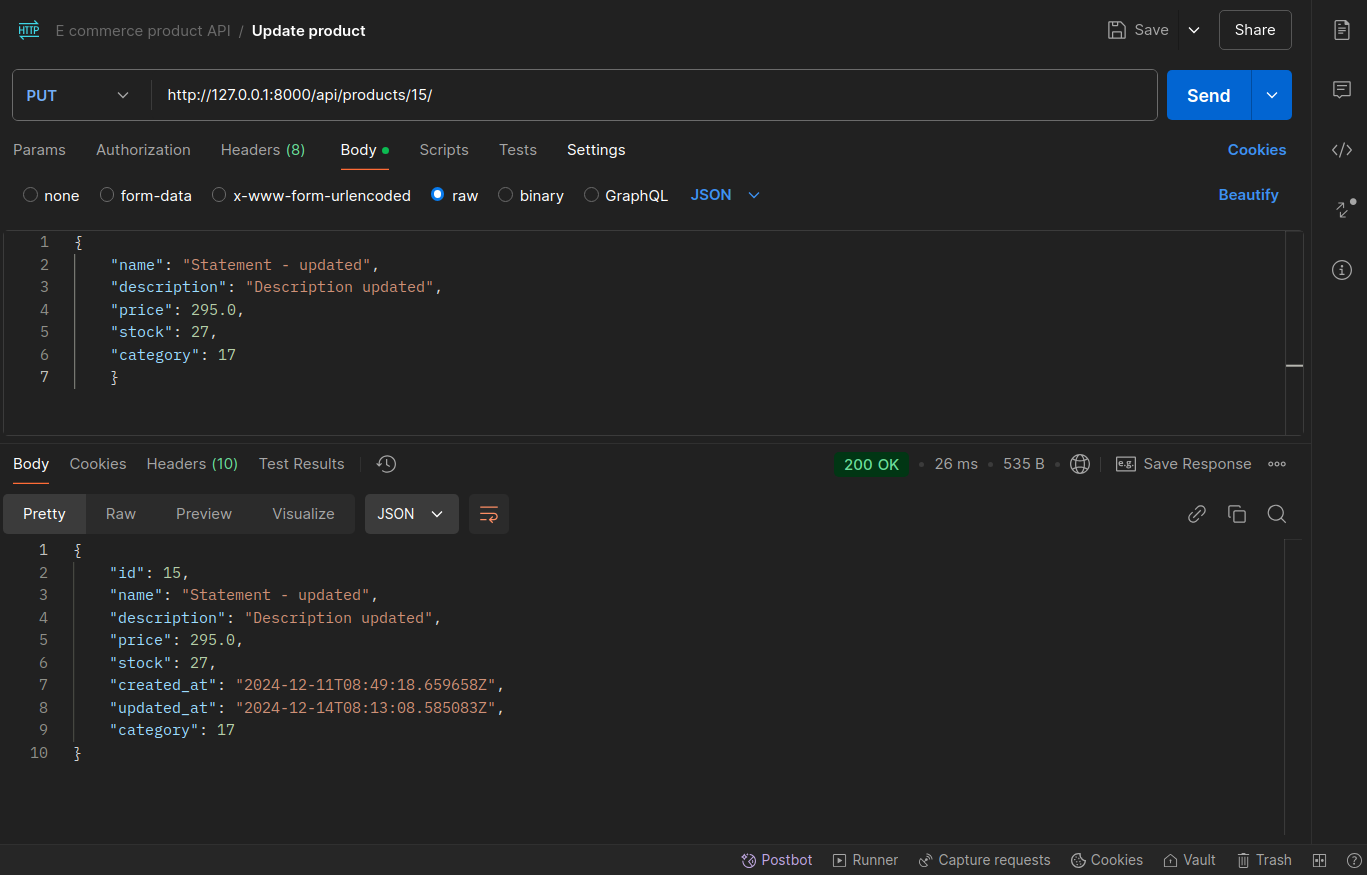 HTTP E commerce product API / Update product Save Share
PUT http://127.0.0.1:8000/api/products/15/ Send
Params Authorization Headers (8) Body Scripts Tests Settings Cookies
none form-data x-www-form-urlencoded raw binary GraphQL JSON Beautify
1 {
2 "name": "Statement - updated",
3 "description": "Description updated",
4 "price": 295.0,
5 "stock": 27,
6 "category": 17
7 }
Body Cookies Headers (10) Test Results 200 OK 26 ms 535 B e.g. Save Response
Pretty Raw Preview Visualize JSON
1 {
2 "id": 15,
3 "name": "Statement - updated",
4 "description": "Description updated",
5 "price": 295.0,
6 "stock": 27,
7 "created_at": "2024-12-11T08:49:18.659658Z",
8 "updated_at": "2024-12-14T08:13:08.585083Z",
9 "category": 17
10 }
Postbot Runner Capture requests Cookies Vault Trash